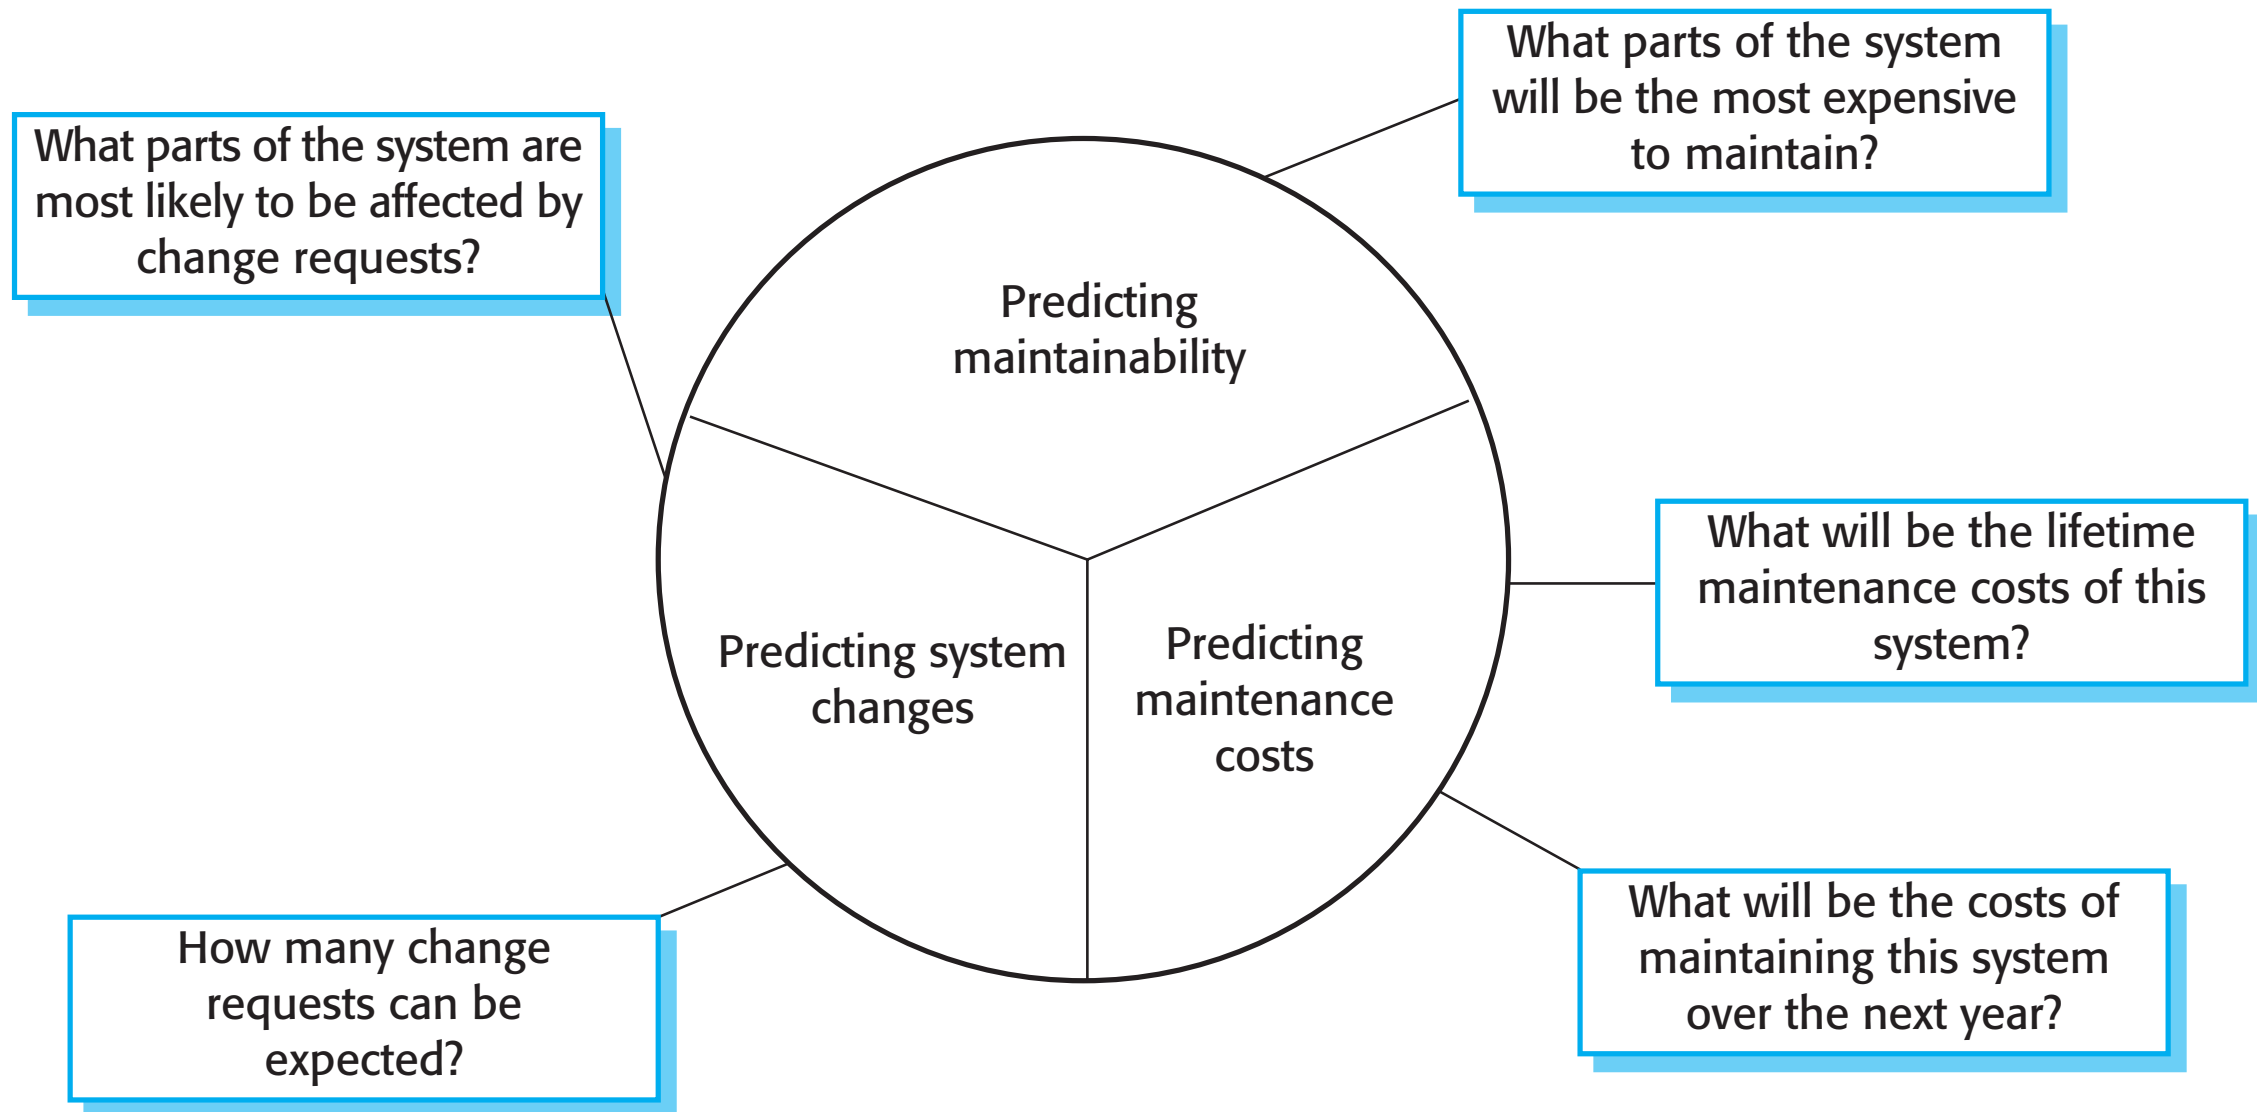 What parts of the system
will be the most expensive
to maintain?
What parts of the system are
most likely to be affected by
change requests?
Predicting
maintainability
What will be the lifetime
maintenance costs of this
system?
Predicting system
changes
Predicting
maintenance
costs
What will be the costs of
maintaining this system
over the next year?
How many change
requests can be
expected?